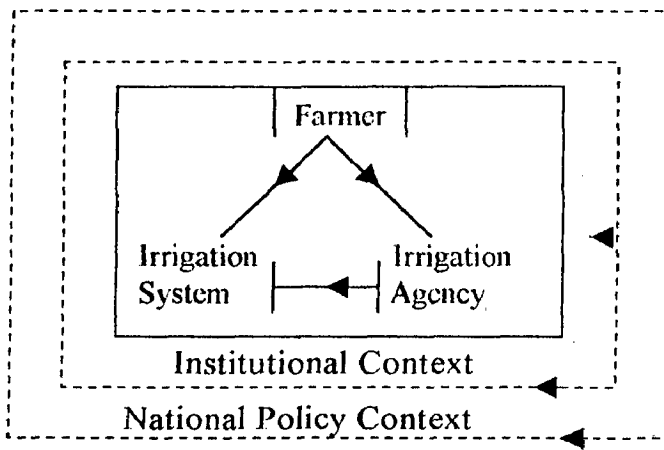 Farmer
Irrigation Irrigation
System Agency
Institutional Context
National Policy Context